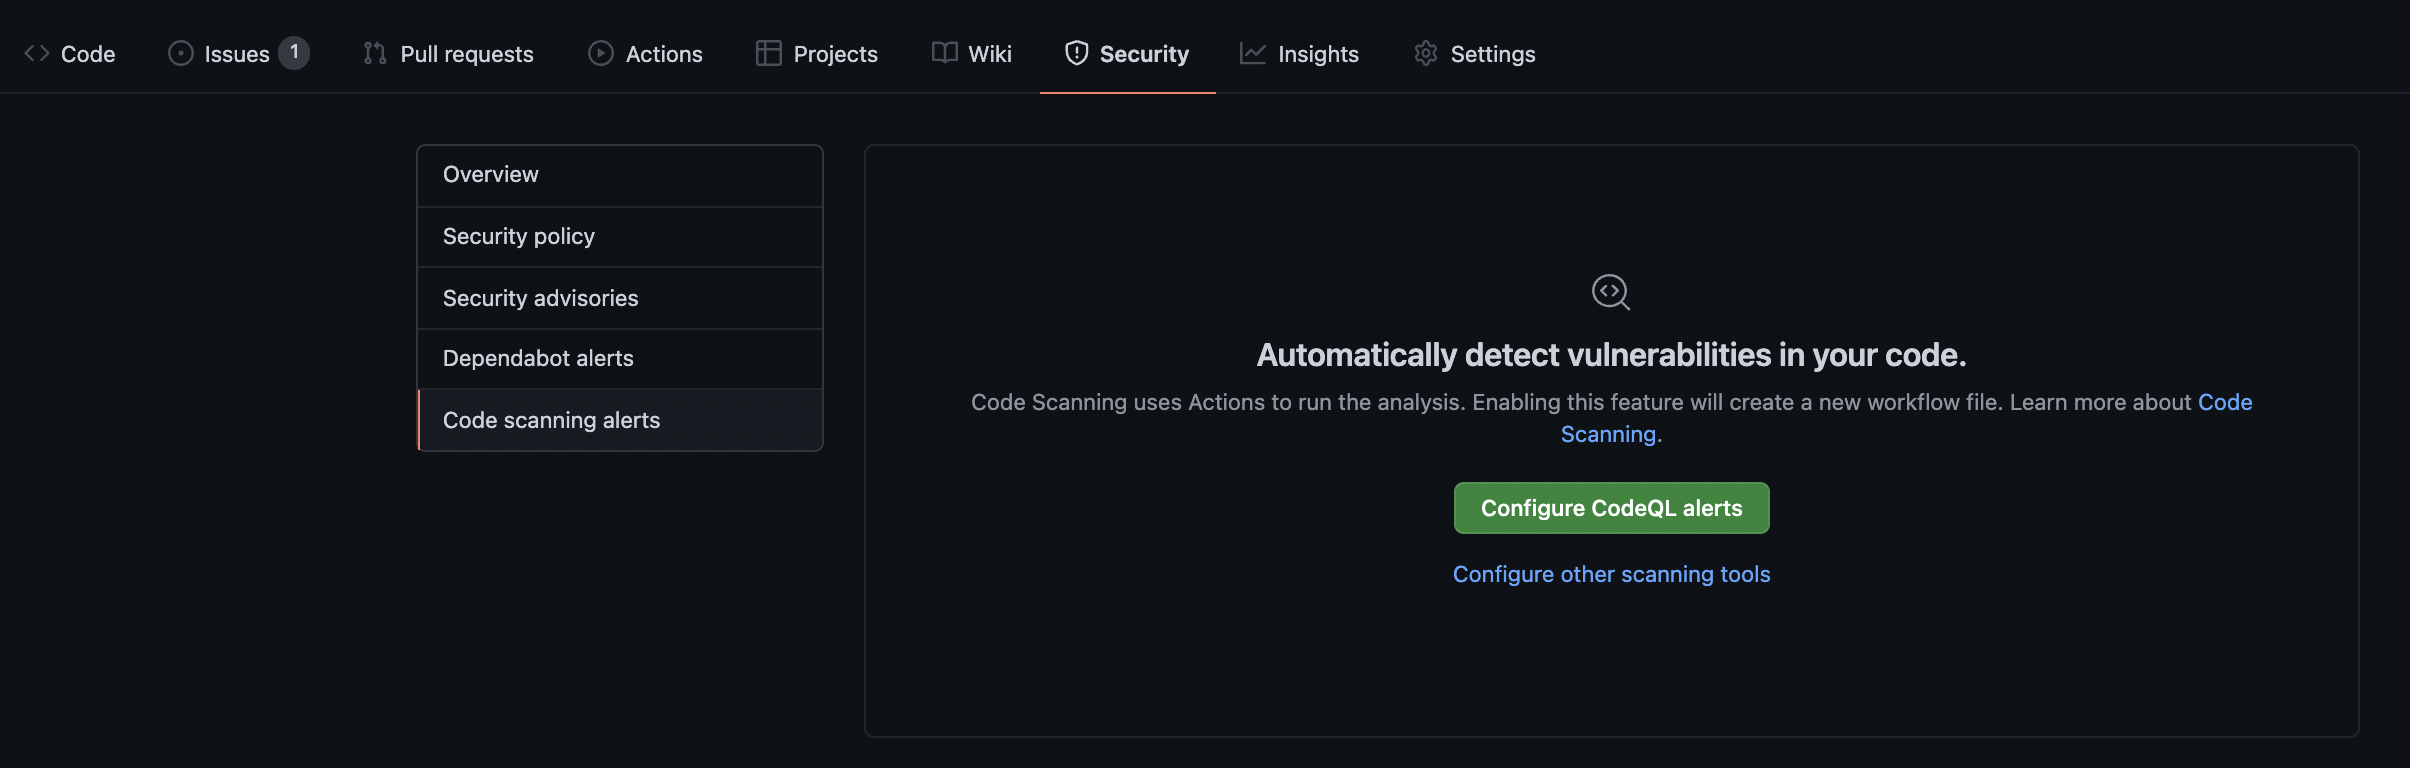 Code Issues 1 Pull requests Actions Projects Wiki Security Insights Settings
Overview
Security policy
Security advisories
Dependabot alerts
Code scanning alerts
Automatically detect vulnerabilities in your code.
Code Scanning uses Actions to run the analysis. Enabling this feature will create a new workflow file. Learn more about Code
Scanning.
Configure CodeQL alerts
Configure other scanning tools